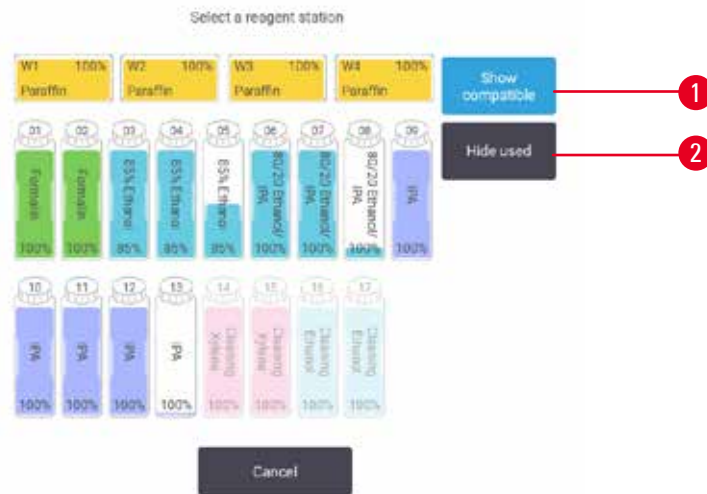 Select a reagent station
W1 100% W2 100% W3 100% W4 100%
Paraffin Paraffin Paraffin Paraffin
Show
compatible
1
Hide used
2
01 02 03 04 05 06 07 08 09
Formalin
Formalin
85% Ethanol
85% Ethanol
85% Ethanol
80/20 Ethanol/
IPA
80/20 Ethanol/
IPA
80/20 Ethanol/
IPA
IPA
100% 100% 85% 85% 85% 100% 100% 100% 100%
10 11 12 13 14 15 16 17
IPA
IPA
IPA
IPA
Cleaning
Xylene
Cleaning
Xylene
Cleaning
Ethanol
Cleaning
Ethanol
100% 100% 100% 100% 100% 100% 100% 100%
Cancel